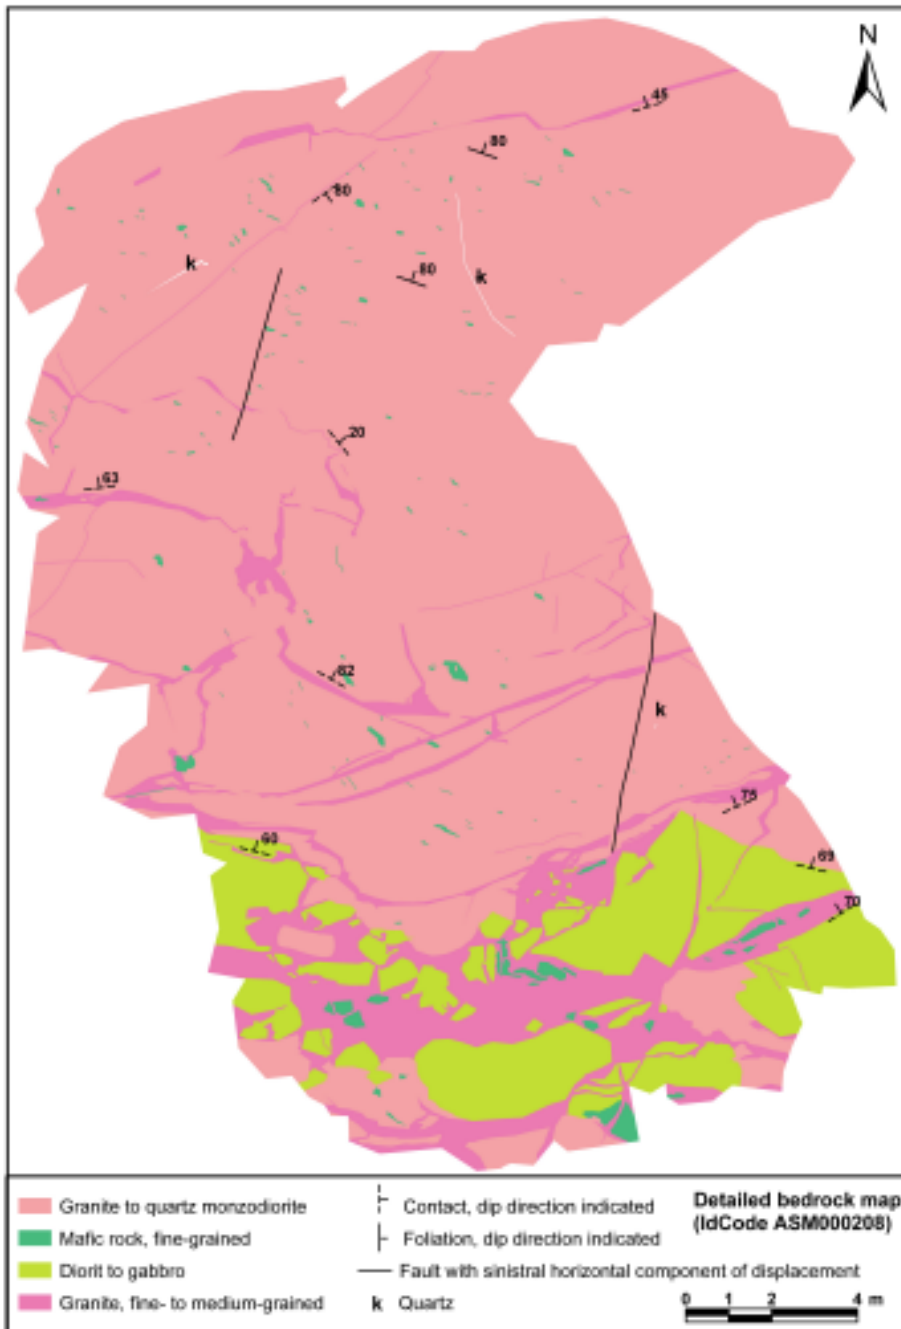 N
45
80
80
k
80
k
20
63
62
k
78
60
69
70
Granite to quartz monzodiorite
Mafic rock, fine-grained
Diorit to gabbro
Granite, fine- to medium-grained
Contact, dip direction indicated
Foliation, dip direction indicated
Fault with sinistral horizontal component of displacement
k Quartz
Detailed bedrock map
(IdCode ASM000208)
0 1 2 4 m